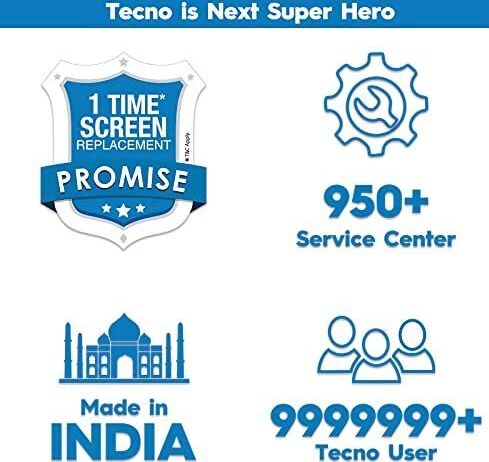 Tecno is Next Super Hero
1 TIME*
SCREEN
REPLACEMENT
PROMISE
* T&C Apply
950+
Service Center
Made in
INDIA
9999999+
Tecno User